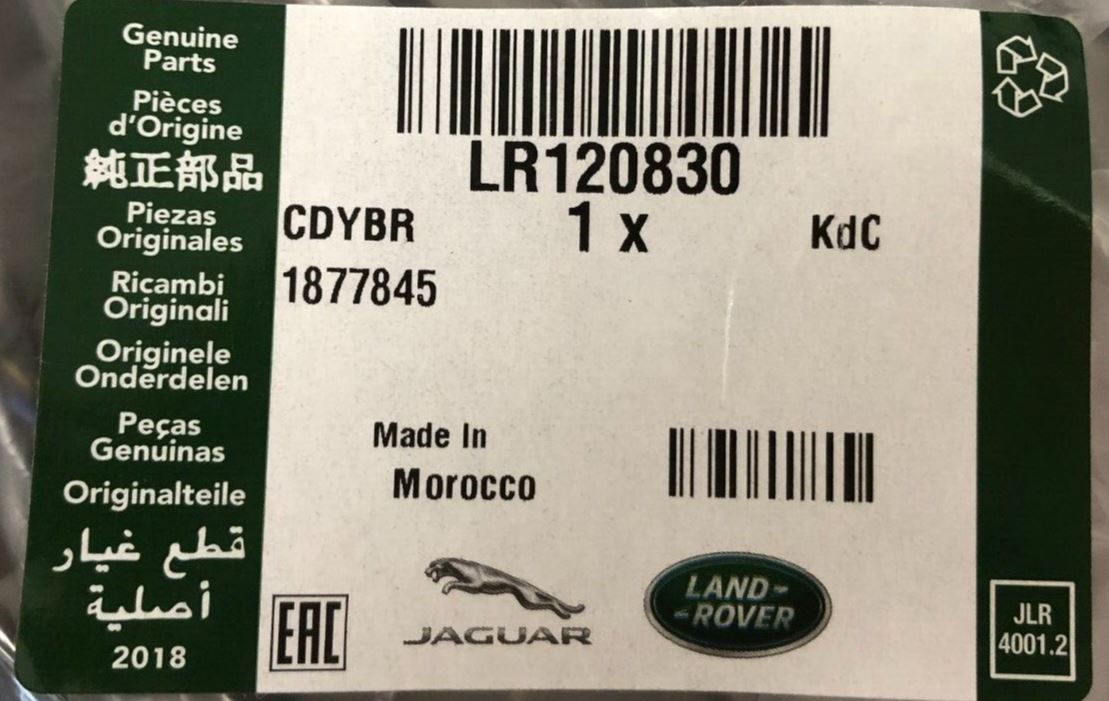 Genuine
Parts
Pièces
d'Origine
純正部品
Piezas
Originales
Ricambi
Originali
Originele
Onderdelen
Peças
Genuinas
Originalteile
قطع غيار
أصلية
2018
LR120830
CDYBR
1 x
KdC
1877845
Made In
Morocco
EAC
JAGUAR
LAND-
-ROVER
JLR
4001.2